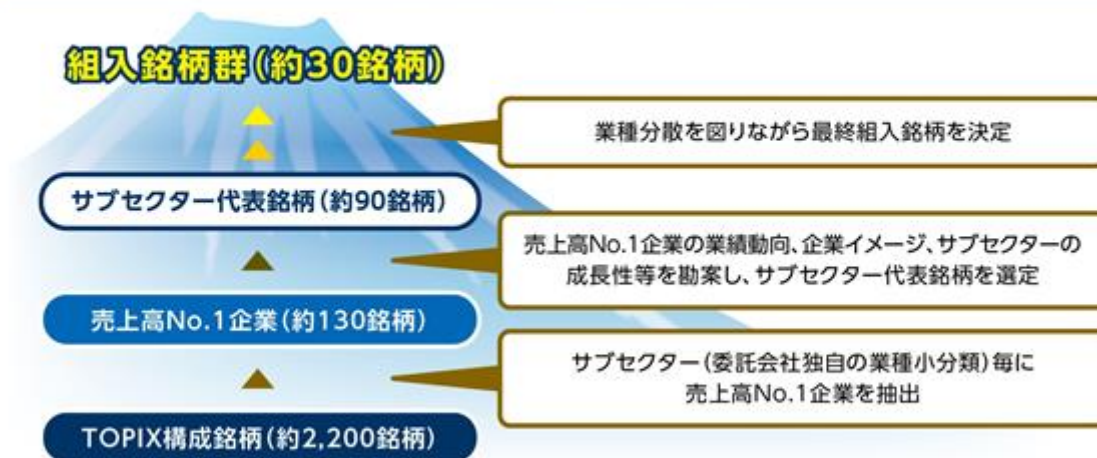 組入銘柄群(約30銘柄)
業種分散を図りながら最終組入銘柄を決定
サブセクター代表銘柄(約90銘柄)
売上高No.1企業の業績動向、企業イメージ、サブセクターの
成長性等を勘案し、サブセクター代表銘柄を選定
売上高No.1企業(約130銘柄)
サブセクター(委託会社独自の業種小分類)毎に
売上高No.1企業を抽出
TOPIX構成銘柄(約2,200銘柄)